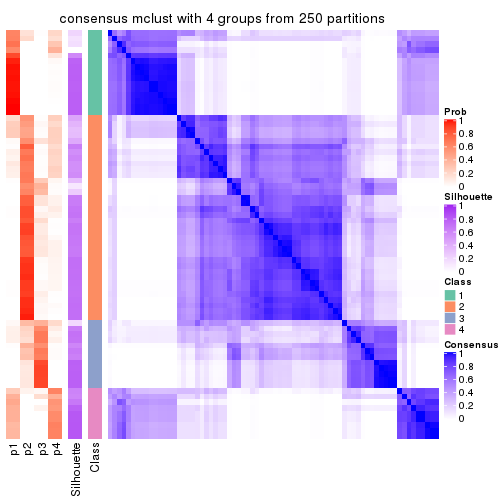 consensus mclust with 4 groups from 250 partitions
Prob
1
0.8
0.6
0.4
0.2
0
Silhouette
1
0.8
0.6
0.4
0.2
0
Class
1
2
3
4
Consensus
1
0.8
0.6
0.4
0.2
0
p1
p2
p3
p4
Silhouette
Class